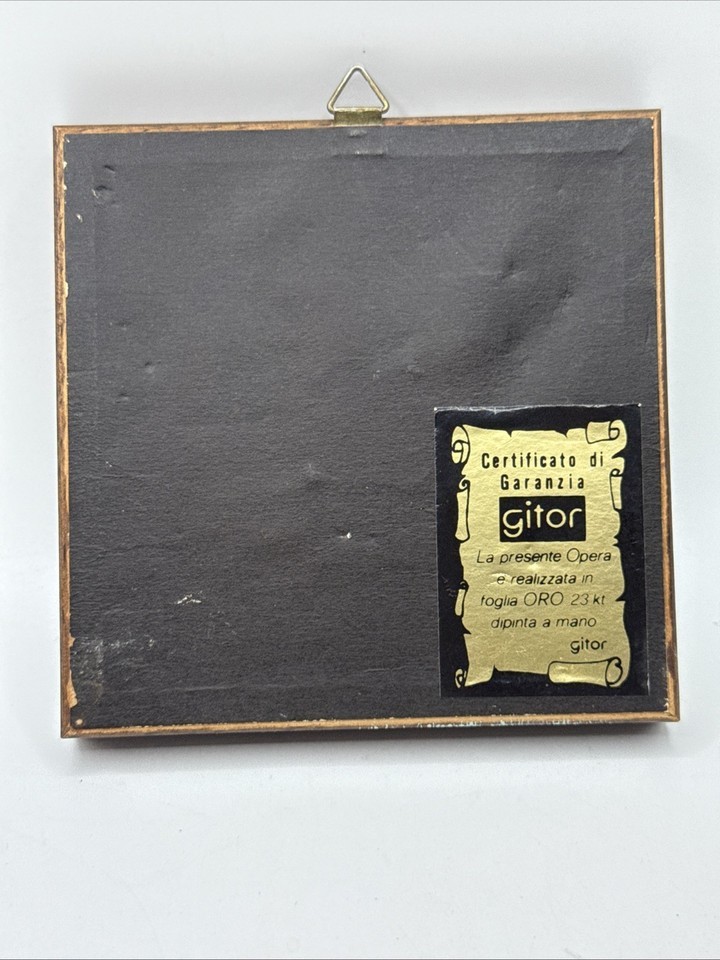 Certificato di
Garanzia
gitor
La presente Opera
e realizzata in
foglia ORO 23 kt
dipinta a mano
gitor